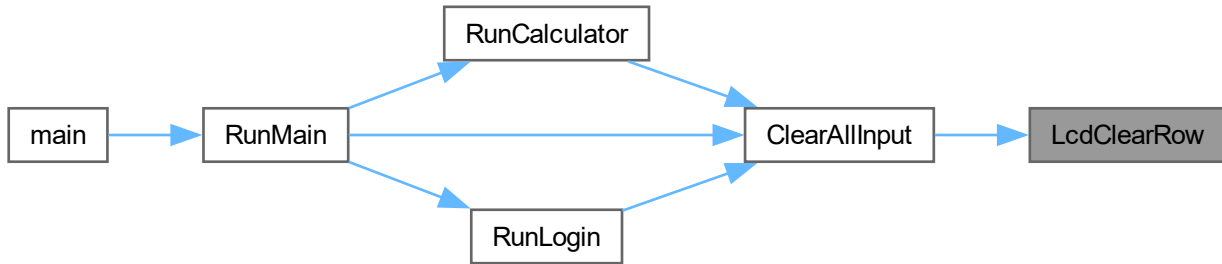 RunCalculator
main
RunMain
ClearAllInput
LcdClearRow
RunLogin